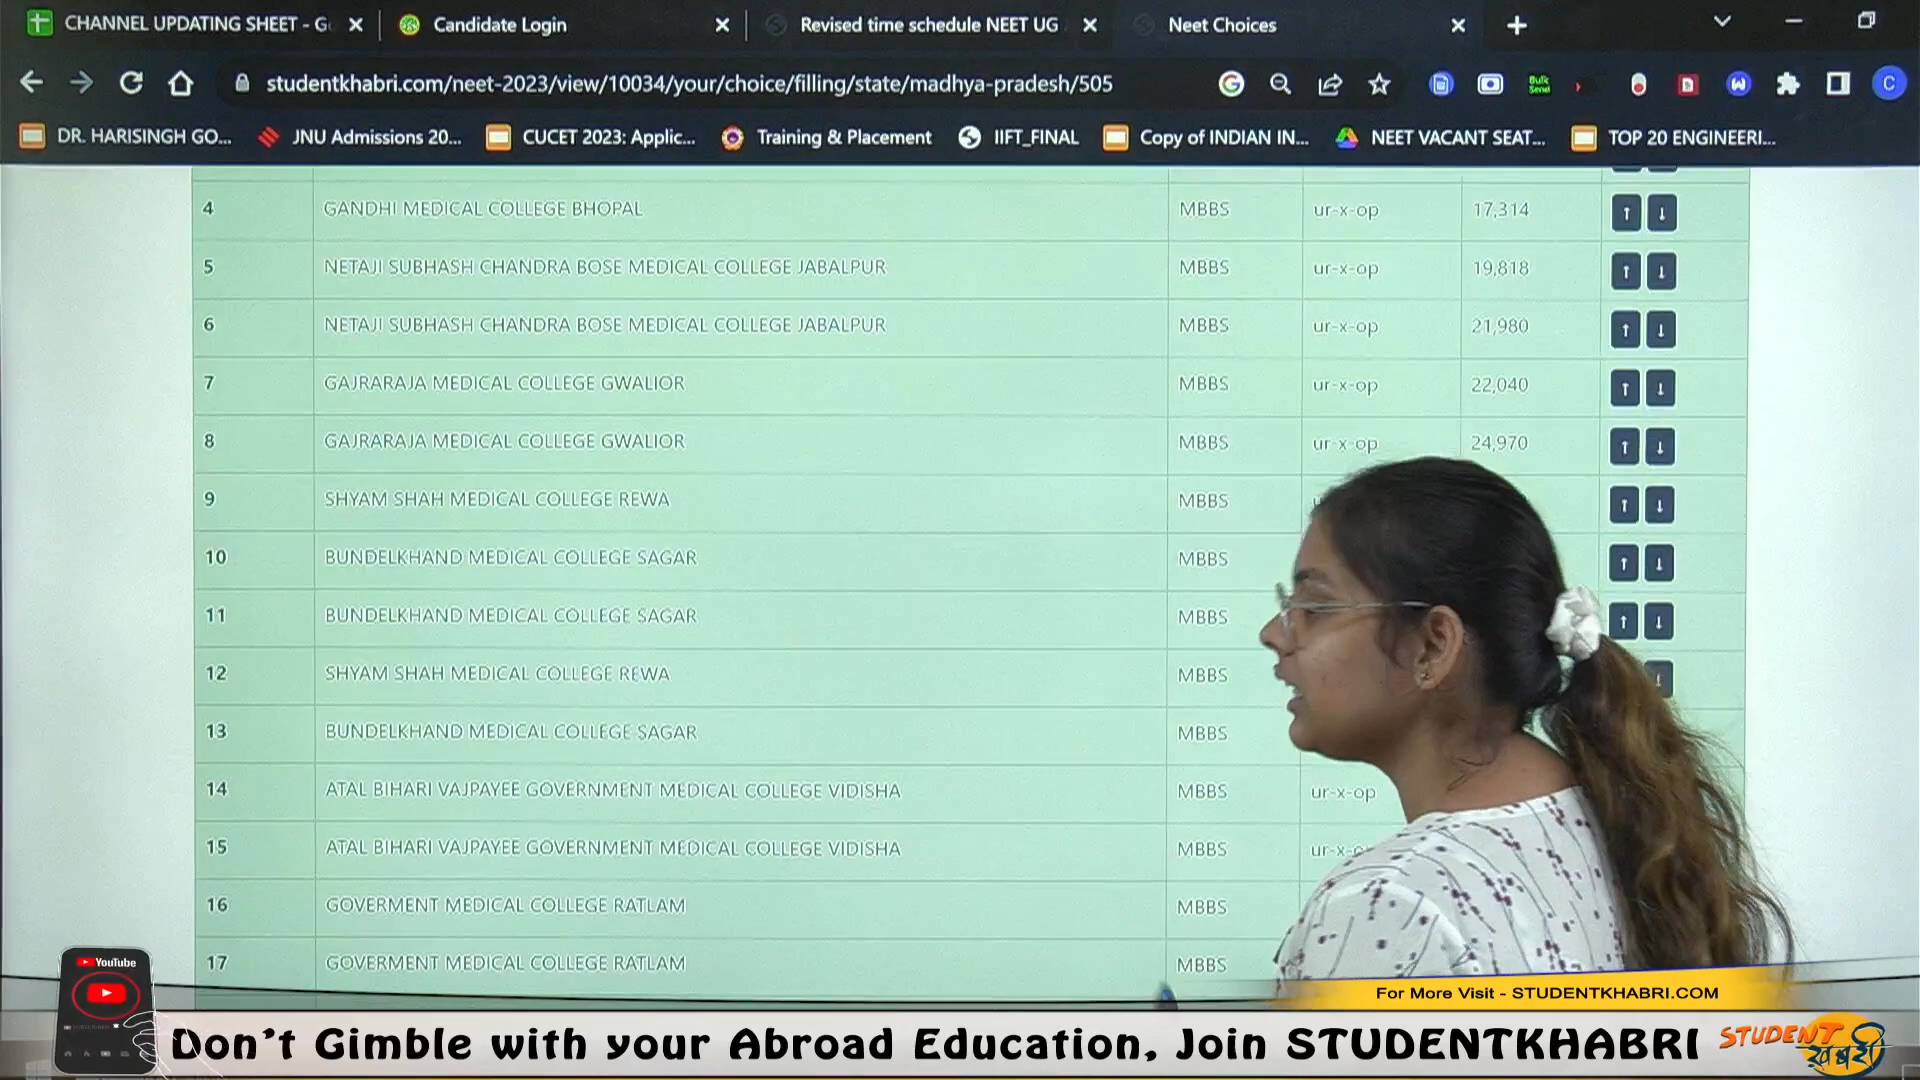 CHANNEL UPDATING SHEET - G
Candidate Login
Revised time schedule NEET UG
Neet Choices
studentkhabri.com/neet-2023/view/10034/your/choice/filling/state/madhya-pradesh/505
DR. HARISINGH GO...
JNU Admissions 20...
CUCET 2023: Applic...
Training & Placement
IIFT_FINAL
Copy of INDIAN IN...
NEET VACANT SEAT...
TOP 20 ENGINEERI...
4 GANDHI MEDICAL COLLEGE BHOPAL MBBS ur-x-op 17,314
5 NETAJI SUBHASH CHANDRA BOSE MEDICAL COLLEGE JABALPUR MBBS ur-x-op 19,818
6 NETAJI SUBHASH CHANDRA BOSE MEDICAL COLLEGE JABALPUR MBBS ur-x-op 21,980
7 GAJRARAJA MEDICAL COLLEGE GWALIOR MBBS ur-x-op 22,040
8 GAJRARAJA MEDICAL COLLEGE GWALIOR MBBS ur-x-op 24,970
9 SHYAM SHAH MEDICAL COLLEGE REWA MBBS
10 BUNDELKHAND MEDICAL COLLEGE SAGAR MBBS
11 BUNDELKHAND MEDICAL COLLEGE SAGAR MBBS
12 SHYAM SHAH MEDICAL COLLEGE REWA MBBS
13 BUNDELKHAND MEDICAL COLLEGE SAGAR MBBS
14 ATAL BIHARI VAJPAYEE GOVERNMENT MEDICAL COLLEGE VIDISHA MBBS ur-x-op
15 ATAL BIHARI VAJPAYEE GOVERNMENT MEDICAL COLLEGE VIDISHA MBBS ur-x-o
16 GOVERMENT MEDICAL COLLEGE RATLAM MBBS
17 GOVERMENT MEDICAL COLLEGE RATLAM MBBS
YouTube
For More Visit - STUDENTKHABRI.COM
Don't Gimble with your Abroad Education, Join STUDENTKHABRI
STUDENT
खबरी